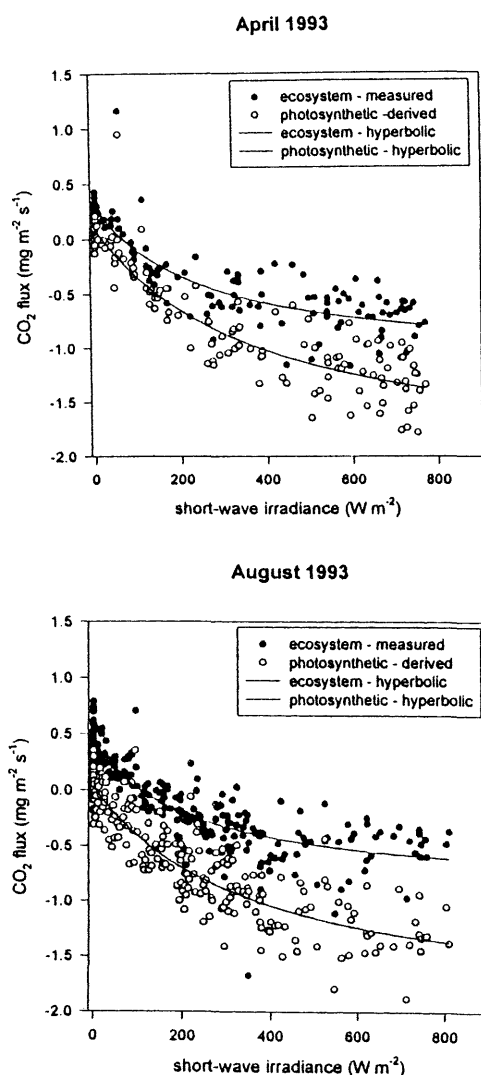 April 1993
1.5
1.0
0.5
0.0
-0.5
-1.0
-1.5
-2.0
CO2 flux (mg m-2 s-1)
ecosystem - measured
photosynthetic -derived
ecosystem - hyperbolic
photosynthetic - hyperbolic
0 200 400 600 800
short-wave irradiance (W m-2)
August 1993
1.5
1.0
0.5
0.0
-0.5
-1.0
-1.5
-2.0
CO2 flux (mg m-2 s-1)
ecosystem - measured
photosynthetic - derived
ecosystem - hyperbolic
photosynthetic - hyperbolic
0 200 400 600 800
short-wave irradiance (W m-2)